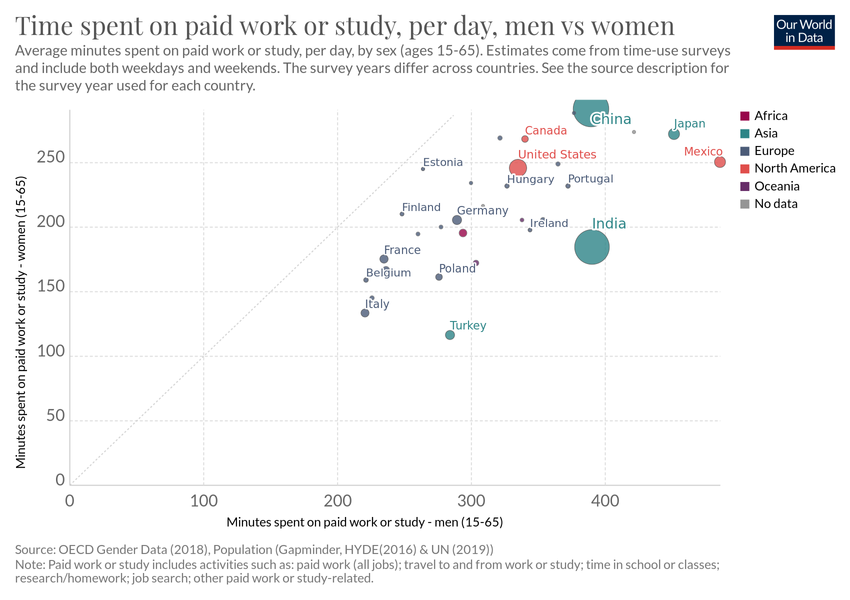 Time spent on paid work or study, per day, men vs women
Our World
in Data
Average minutes spent on paid work or study, per day, by sex (ages 15-65). Estimates come from time-use surveys
and include both weekdays and weekends. The survey years differ across countries. See the source description for
the survey year used for each country.
Minutes spent on paid work or study - women (15-65)
250
200
150
100
50
0
China
Japan
Canada
Mexico
United States
Estonia
Hungary
Portugal
Finland
Germany
Ireland
India
France
Poland
Belgium
Italy
Turkey
Africa
Asia
Europe
North America
Oceania
No data
0
100
200
300
400
Minutes spent on paid work or study - men (15-65)
Source: OECD Gender Data (2018), Population (Gapminder, HYDE(2016) & UN (2019))
Note: Paid work or study includes activities such as: paid work (all jobs); travel to and from work or study; time in school or classes;
research/homework; job search; other paid work or study-related.